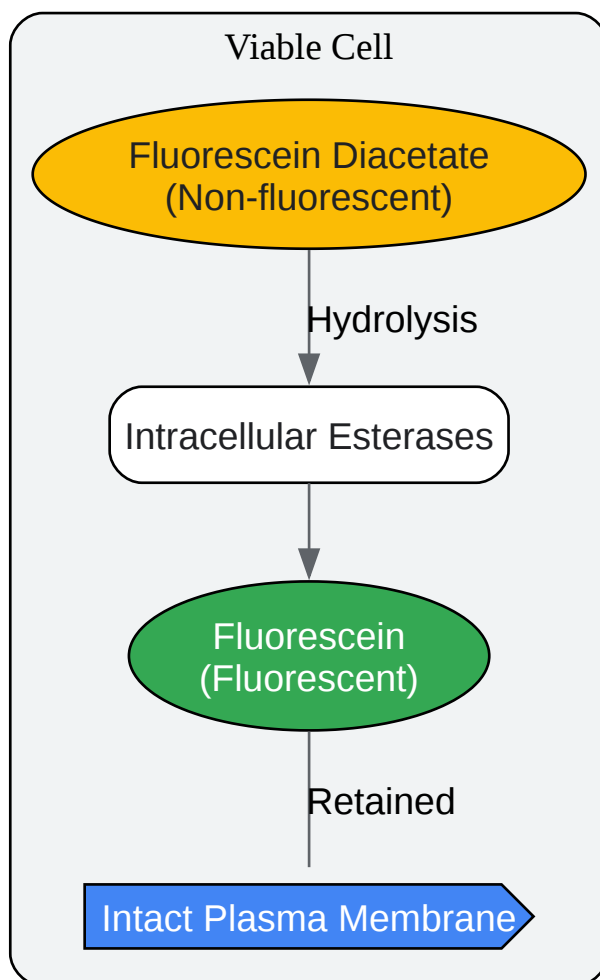 Viable Cell
Fluorescein Diacetate
(Non-fluorescent)
Hydrolysis
Intracellular Esterases
Fluorescein
(Fluorescent)
Retained
Intact Plasma Membrane